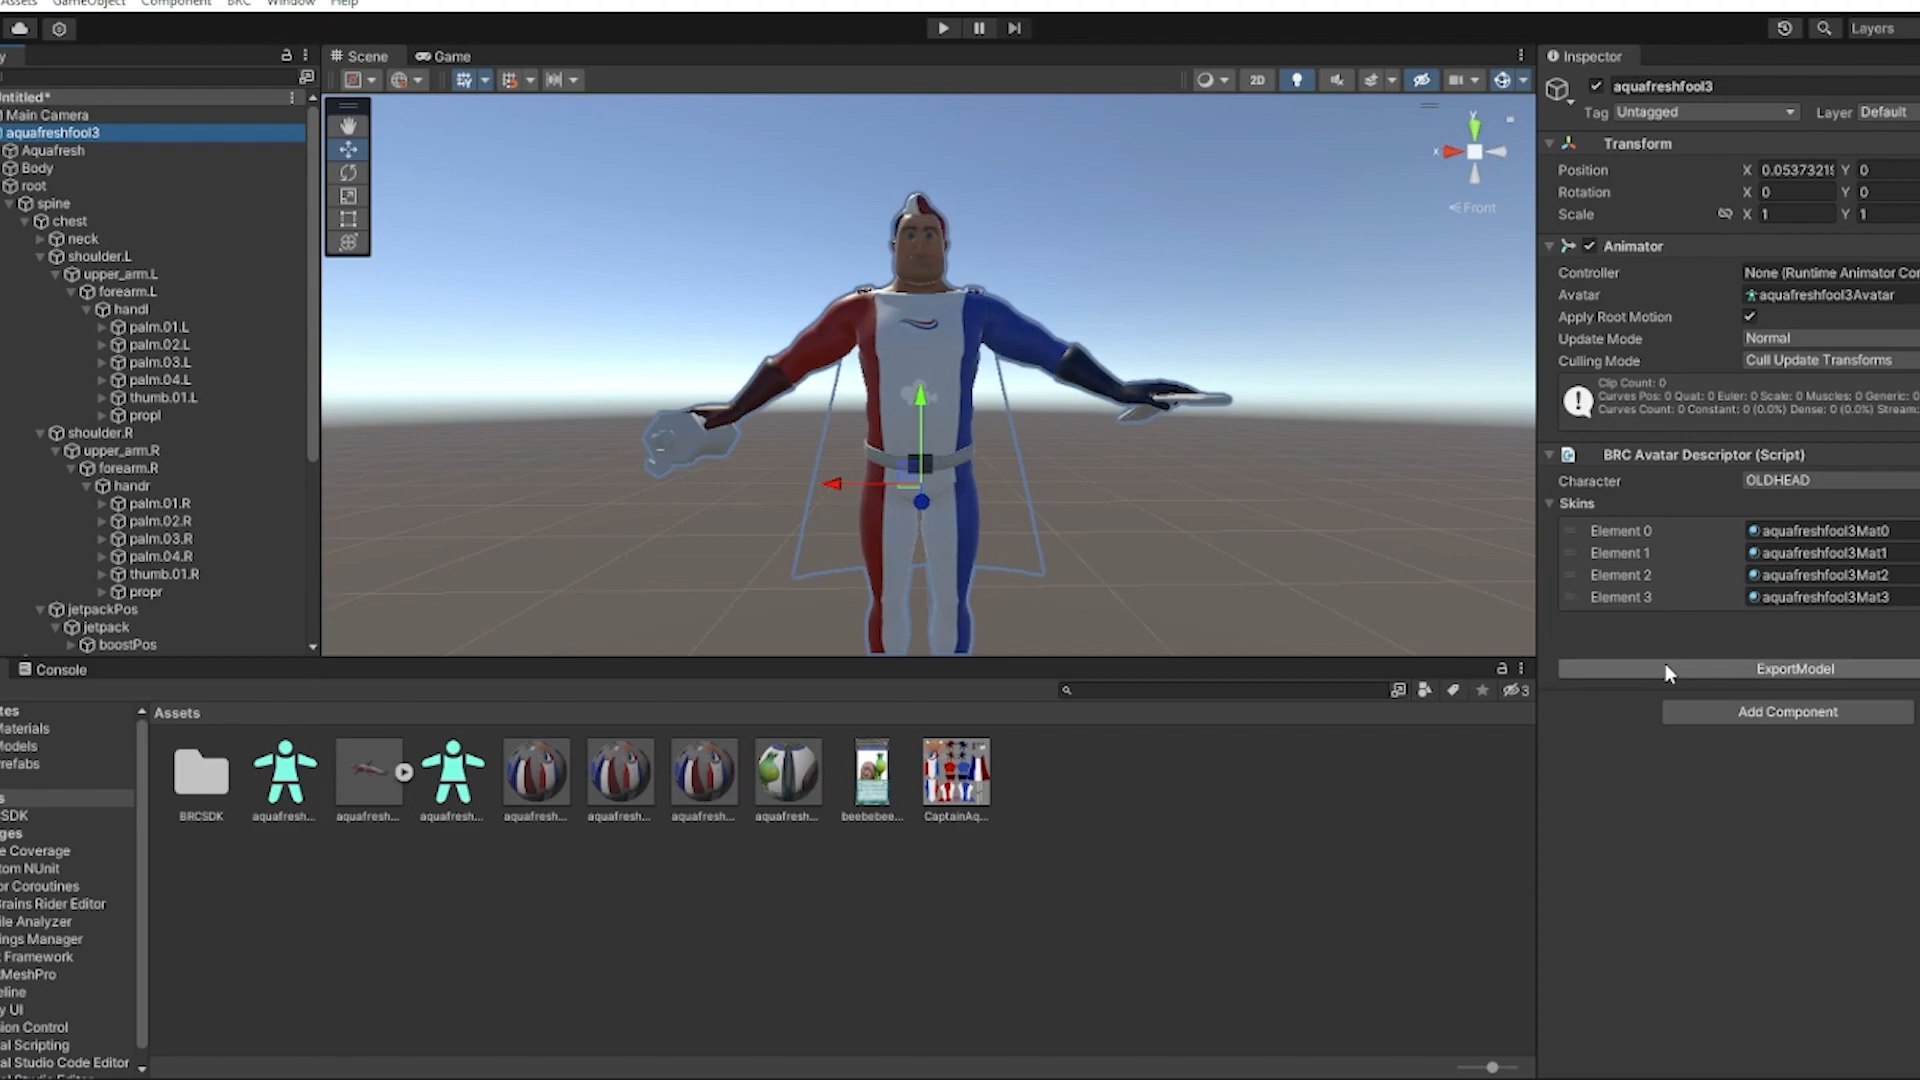 Assets GameObject Component BRC Window Help
Layers
Scene Game
Inspector
2D
aquafreshfool3
Tag Untagged Layer Default
Untitled*
Main Camera
aquafreshfool3
Aquafresh
Body
root
spine
chest
neck
shoulder.L
upper_arm.L
forearm.L
handl
palm.01.L
palm.02.L
palm.03.L
palm.04.L
thumb.01.L
propl
shoulder.R
upper_arm.R
forearm.R
handr
palm.01.R
palm.02.R
palm.03.R
palm.04.R
thumb.01.R
propr
jetpackPos
jetpack
boostPos
y
x
Front
Transform
Position X 0.0537321 Y 0
Rotation X 0 Y 0
Scale X 1 Y 1
Animator
Controller None (Runtime Animator Cor
Avatar aquafreshfool3Avatar
Apply Root Motion
Update Mode Normal
Culling Mode Cull Update Transforms
Clip Count: 0
Curves Pos: 0 Quat: 0 Euler: 0 Scale: 0 Muscles: 0 Generic: 0
Curves Count: 0 Constant: 0 (0.0%) Dense: 0 (0.0%) Stream:
BRC Avatar Descriptor (Script)
Character OLDHEAD
Skins
Element 0 aquafreshfool3Mat0
Element 1 aquafreshfool3Mat1
Element 2 aquafreshfool3Mat2
Element 3 aquafreshfool3Mat3
ExportModel
Add Component
Console
3
tes
Materials
Models
refabs
s
SDK
ges
e Coverage
tom NUnit
or Coroutines
Brains Rider Editor
ile Analyzer
ings Manager
t Framework
tMeshPro
eline
y UI
sion Control
al Scripting
al Studio Code Editor
Assets
BRCSDK aquafresh... aquafresh... aquafresh... aquafresh... aquafresh... aquafresh... aquafresh... beebebee... CaptainAq...